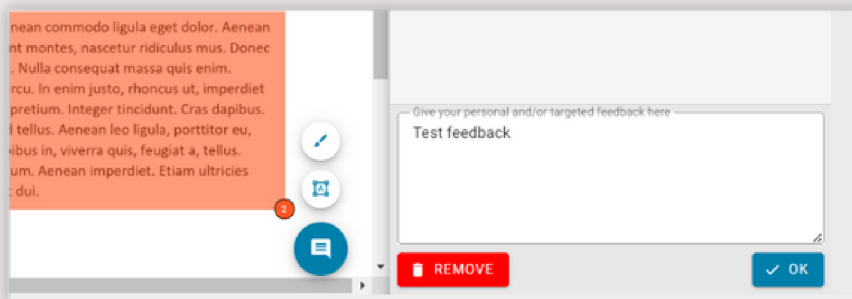 nean commodo ligula eget dolor. Aenean
nt montes, nascetur ridiculus mus. Donec
. Nulla consequat massa quis enim.
rcu. In enim justo, rhoncus ut, imperdiet
pretium. Integer tincidunt. Cras dapibus.
tellus. Aenean leo ligula, porttitor eu,
ibus in, viverra quis, feugiat a, tellus.
um. Aenean imperdiet. Etiam ultricies
dui.
2
Give your personal and/or targeted feedback here
Test feedback
REMOVE
OK